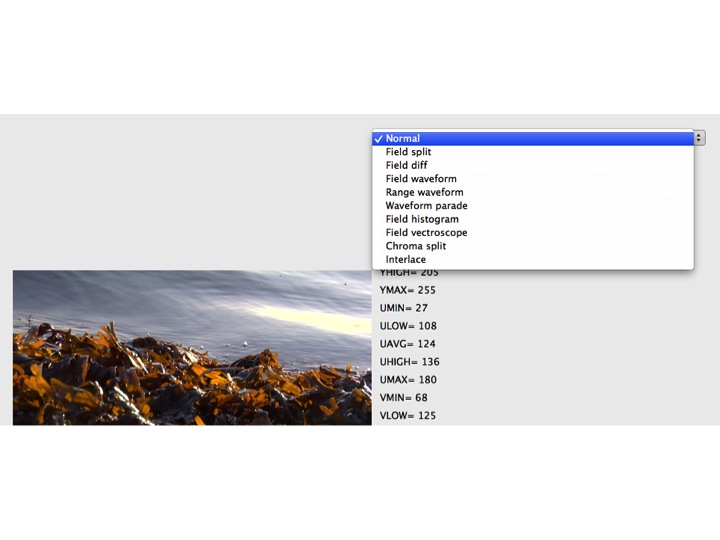 Normal
Field split
Field diff
Field waveform
Range waveform
Waveform parade
Field histogram
Field vectroscope
Chroma split
Interlace
YHIGH= 205
YMAX= 255
UMIN= 27
ULOW= 108
UAVG= 124
UHIGH= 136
UMAX= 180
VMIN= 68
VLOW= 125